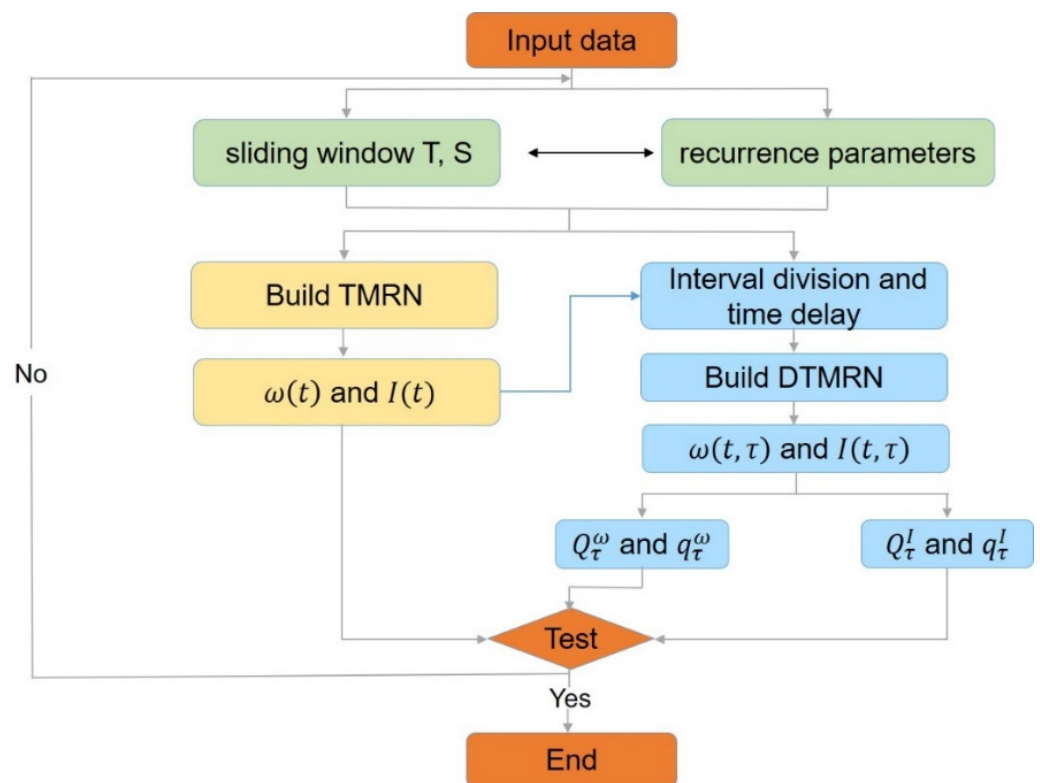 Input data
sliding window T, S
recurrence parameters
Build TMRN
Interval division and
time delay
No
ω(t) and I(t)
Build DTMRN
ω(t, τ) and I(t, τ)
Q_τ^ω and q_τ^ω
Q_τ^I and q_τ^I
Test
Yes
End